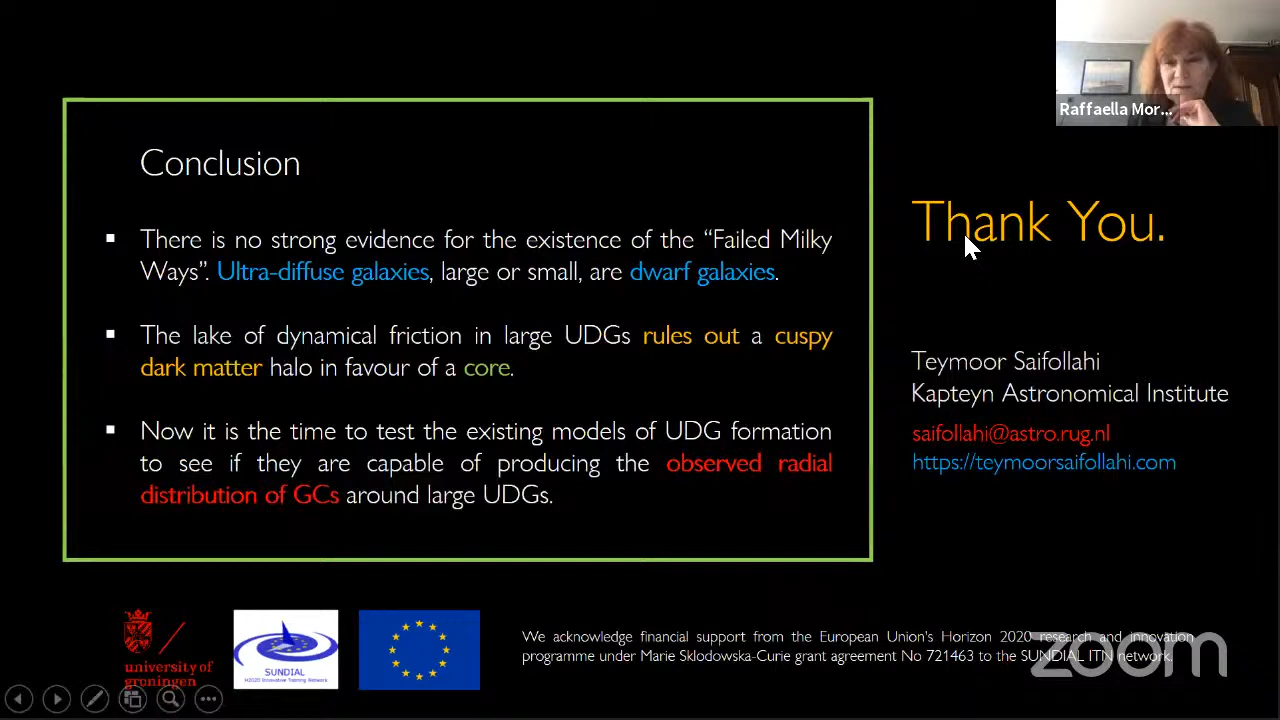 Raffaella Mor...
Conclusion
▪ There is no strong evidence for the existence of the “Failed Milky
Ways”. Ultra-diffuse galaxies, large or small, are dwarf galaxies.
▪ The lake of dynamical friction in large UDGs rules out a cuspy
dark matter halo in favour of a core.
▪ Now it is the time to test the existing models of UDG formation
to see if they are capable of producing the observed radial
distribution of GCs around large UDGs.
Thank You.
Teymoor Saifollahi
Kapteyn Astronomical Institute
saifollahi@astro.rug.nl
https://teymoorsaifollahi.com
university of
groningen
SUNDIAL
H2020 Innovative Training Network
We acknowledge financial support from the European Union's Horizon 2020 research and innovation
programme under Marie Sklodowska-Curie grant agreement No 721463 to the SUNDIAL ITN network.
zoom